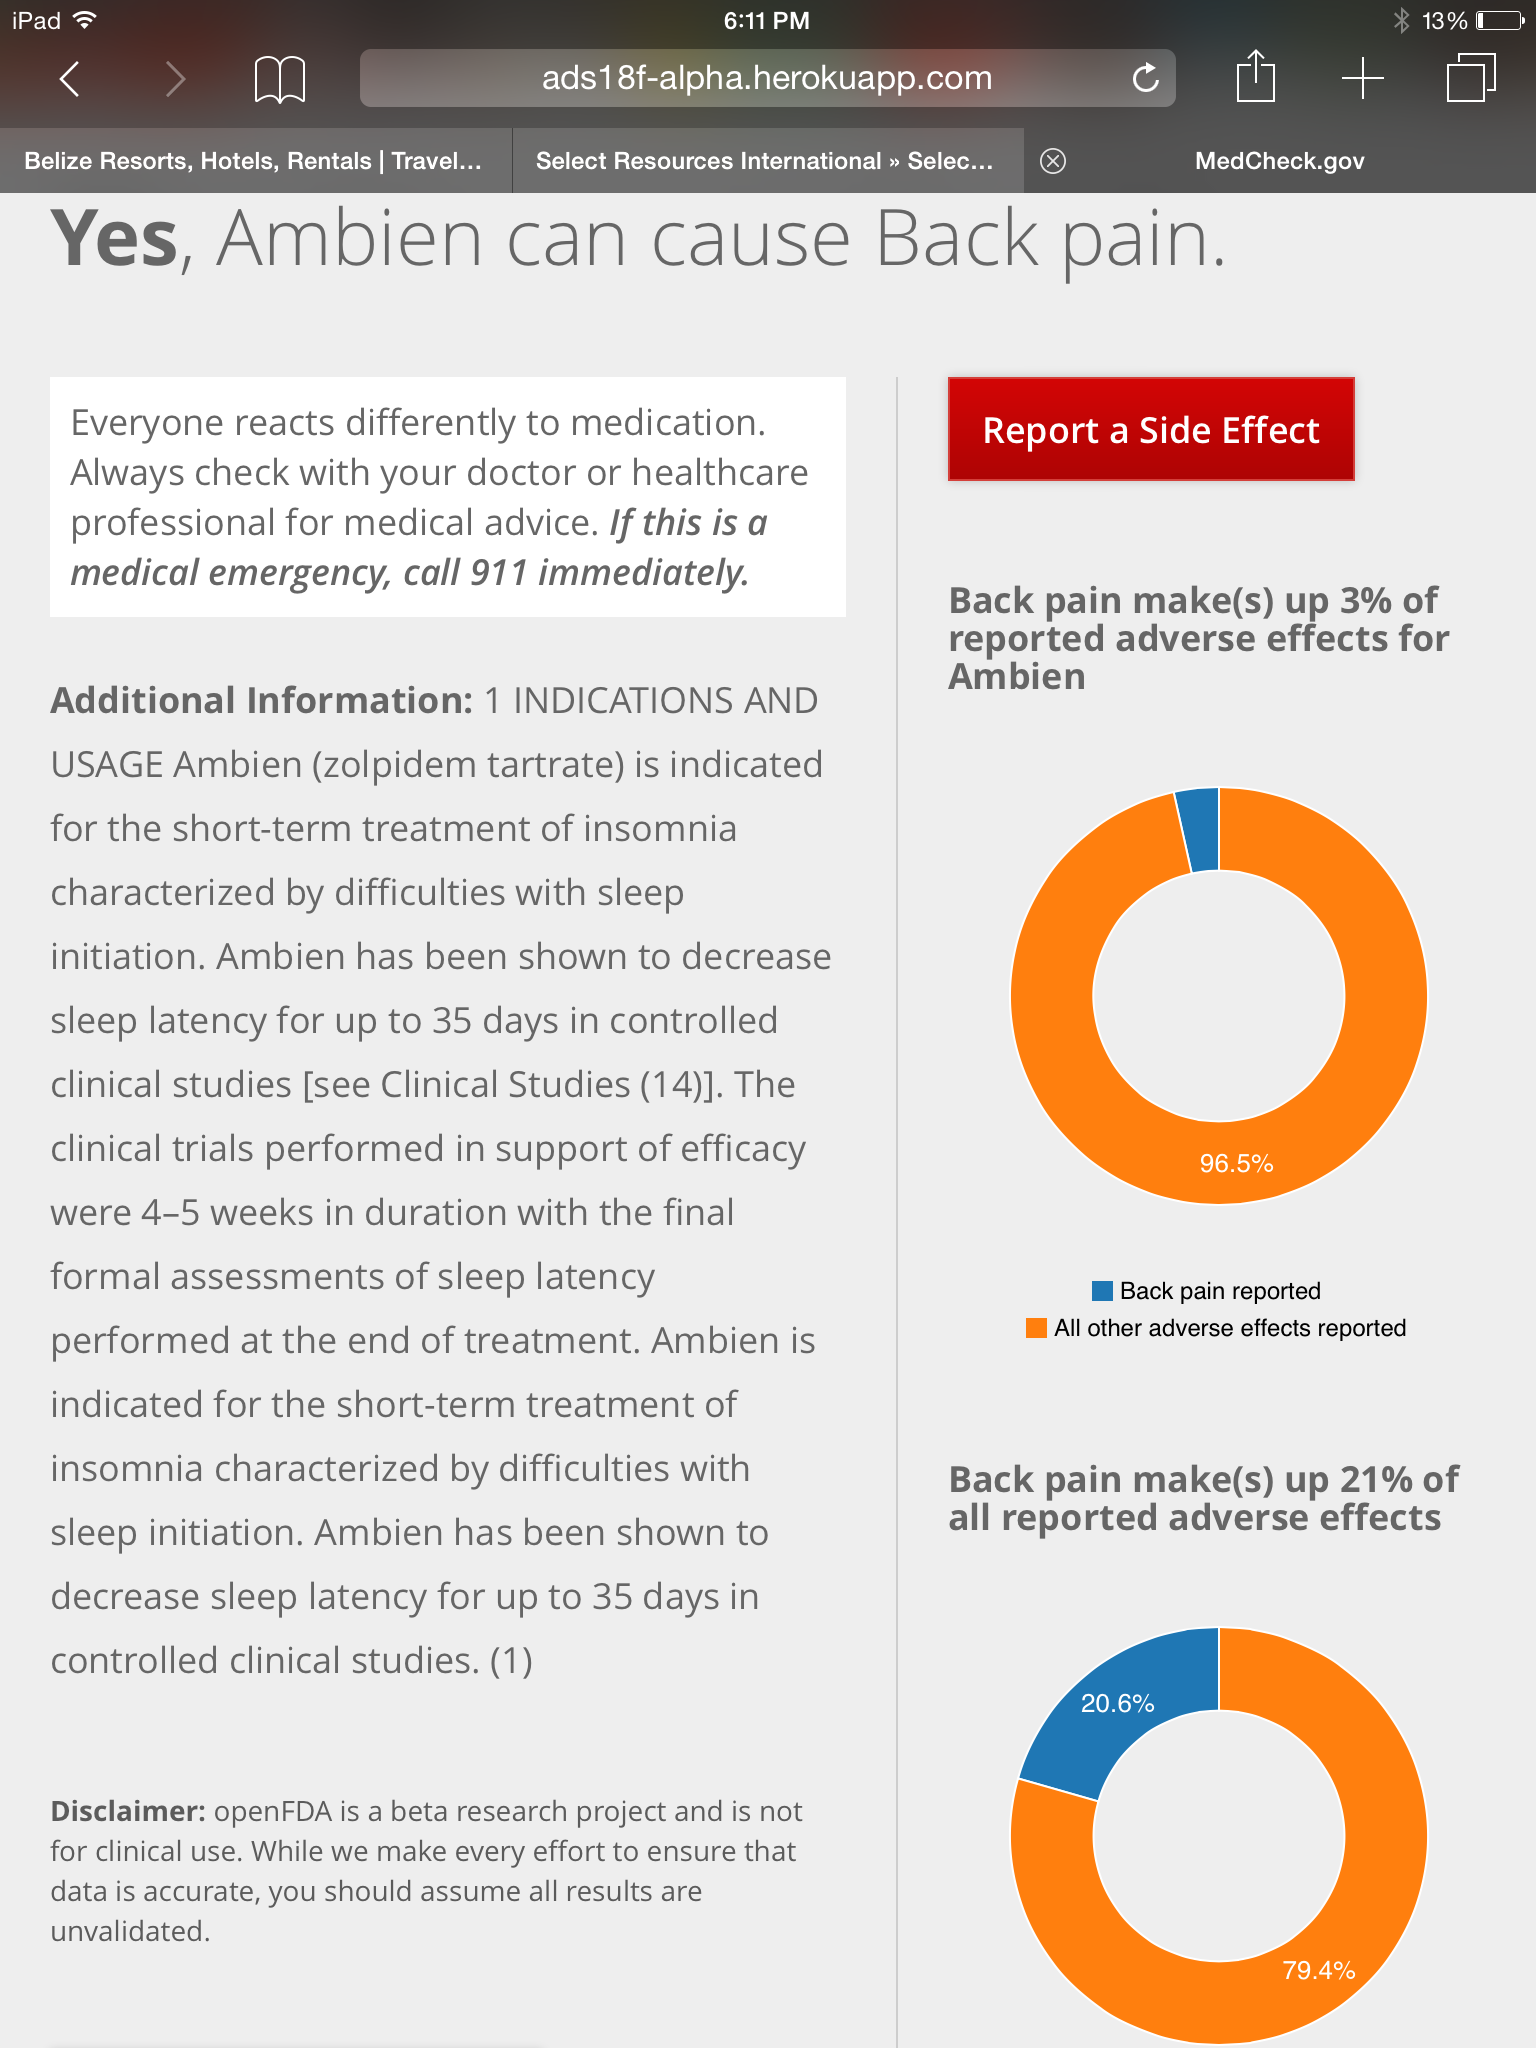 iPad
6:11 PM
13%
ads18f-alpha.herokuapp.com
Belize Resorts, Hotels, Rentals | Travel...
Select Resources International » Selec...
MedCheck.gov
Yes, Ambien can cause Back pain.
Everyone reacts differently to medication.
Always check with your doctor or healthcare
professional for medical advice. If this is a
medical emergency, call 911 immediately.
Additional Information: 1 INDICATIONS AND
USAGE Ambien (zolpidem tartrate) is indicated
for the short-term treatment of insomnia
characterized by difficulties with sleep
initiation. Ambien has been shown to decrease
sleep latency for up to 35 days in controlled
clinical studies [see Clinical Studies (14)]. The
clinical trials performed in support of efficacy
were 4–5 weeks in duration with the final
formal assessments of sleep latency
performed at the end of treatment. Ambien is
indicated for the short-term treatment of
insomnia characterized by difficulties with
sleep initiation. Ambien has been shown to
decrease sleep latency for up to 35 days in
controlled clinical studies. (1)
Disclaimer: openFDA is a beta research project and is not
for clinical use. While we make every effort to ensure that
data is accurate, you should assume all results are
unvalidated.
Report a Side Effect
Back pain make(s) up 3% of
reported adverse effects for
Ambien
96.5%
Back pain reported
All other adverse effects reported
Back pain make(s) up 21% of
all reported adverse effects
20.6%
79.4%